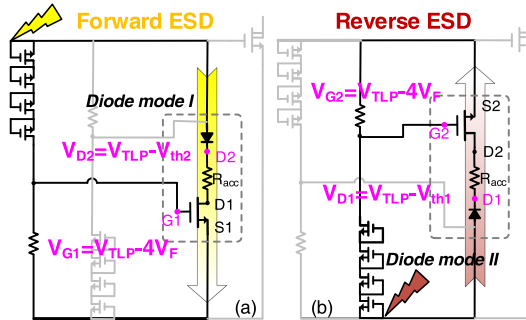 Forward ESD
Diode mode I
V_D2=V_TLP-V_th2
D2
R_acc
D1
G1
S1
V_G1=V_TLP-4V_F
(a)
Reverse ESD
V_G2=V_TLP-4V_F
S2
G2
D2
R_acc
V_D1=V_TLP-V_th1
D1
Diode mode II
(b)